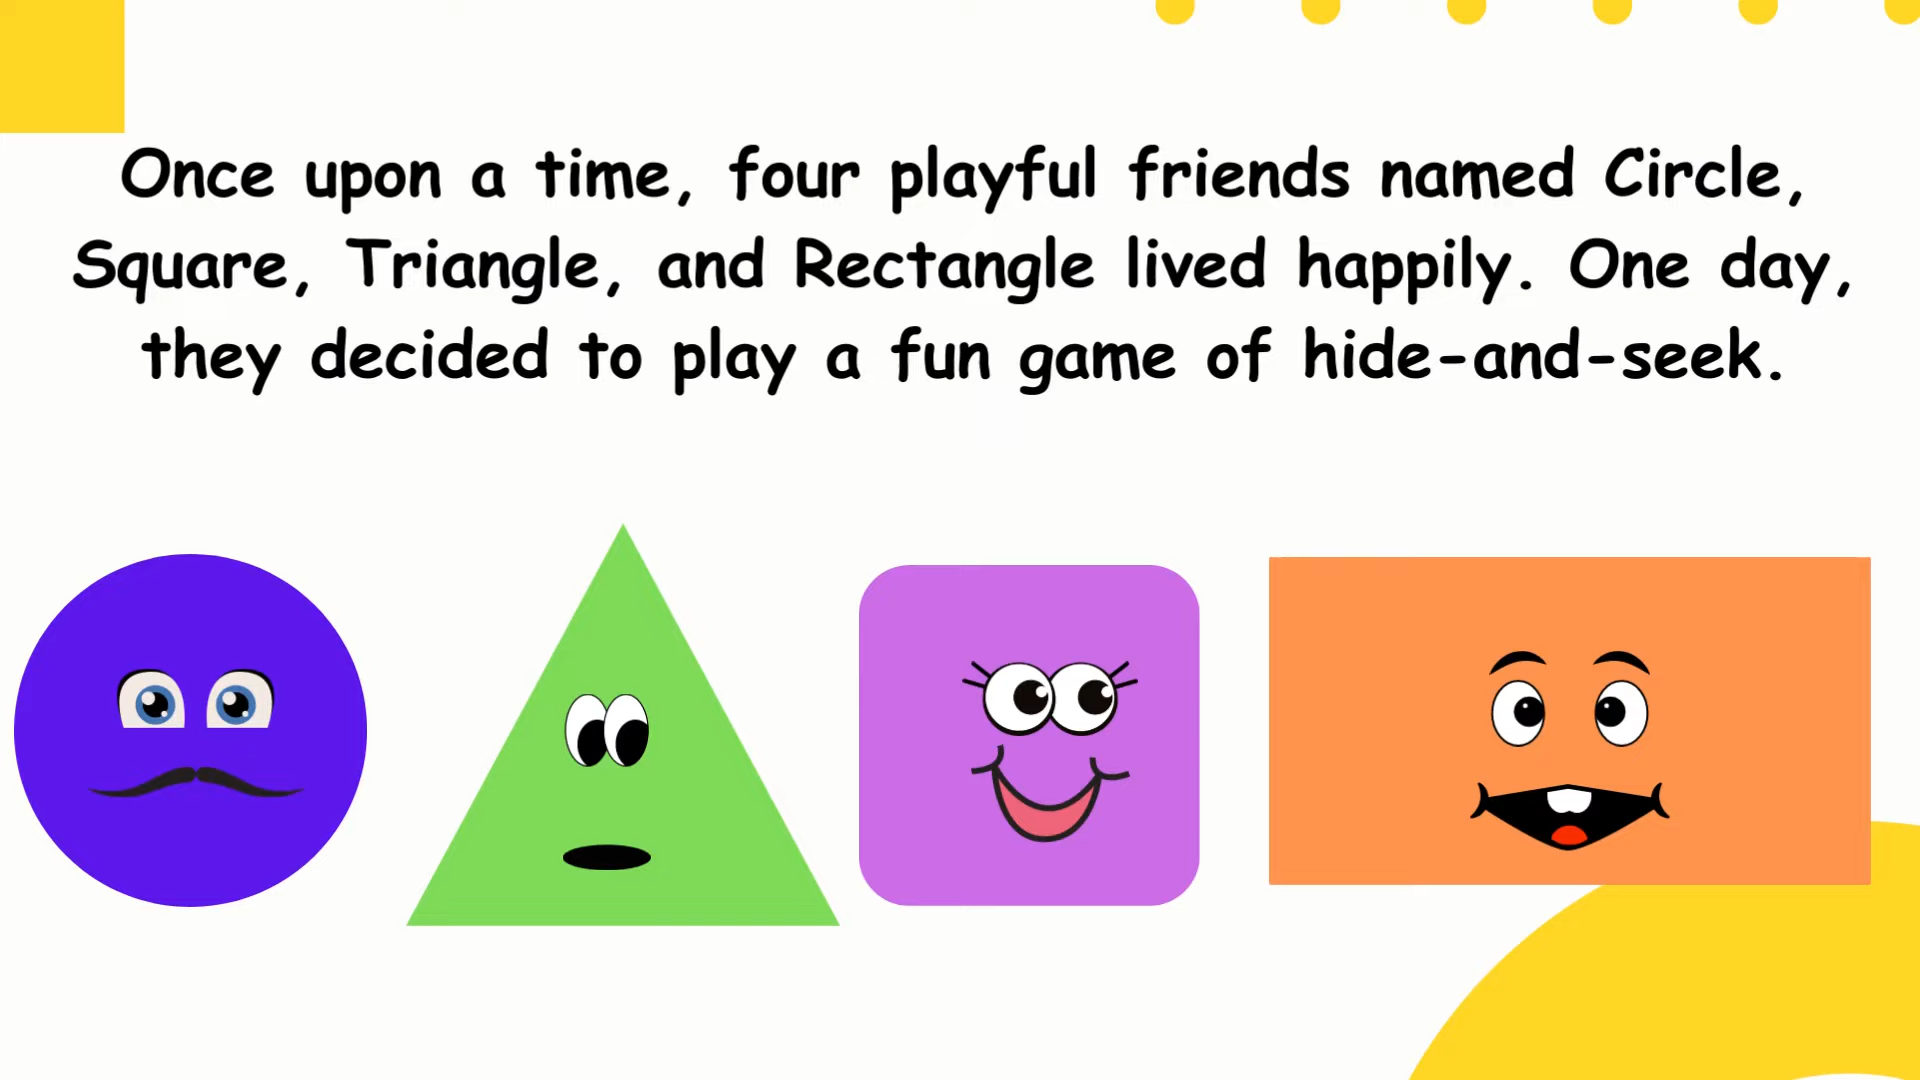 Once upon a time, four playful friends named Circle,
Square, Triangle, and Rectangle lived happily. One day,
they decided to play a fun game of hide-and-seek.